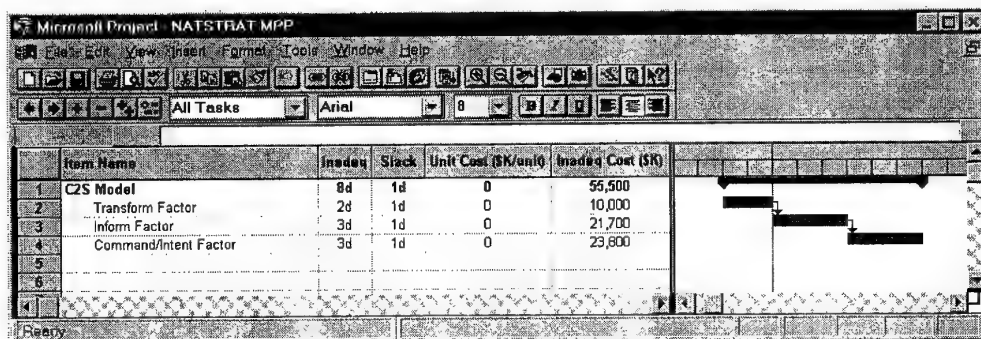 Microsoft Project - NATSTRAT.MPP
File Edit View Insert Format Tools Window Help
All Tasks Arial 8 B I U
Item Name Inadeq Slack Unit Cost ($K/unit) Inadeq Cost ($K)
1 C2S Model 8d 1d 0 55,500
2 Transform Factor 2d 1d 0 10,000
3 Inform Factor 3d 1d 0 21,700
4 Command/Intent Factor 3d 1d 0 23,800
5
6
Ready